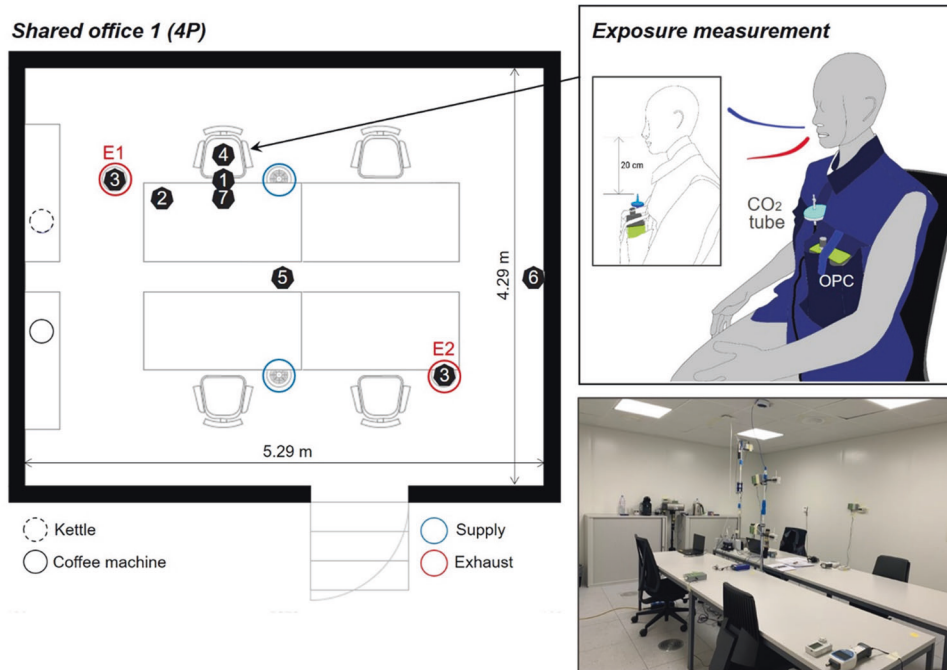 Shared office 1 (4P)
E1
3
4
1
7
2
5
6
4.29 m
E2
3
5.29 m
Kettle
Coffee machine
Supply
Exhaust
Exposure measurement
20 cm
CO₂
tube
OPC